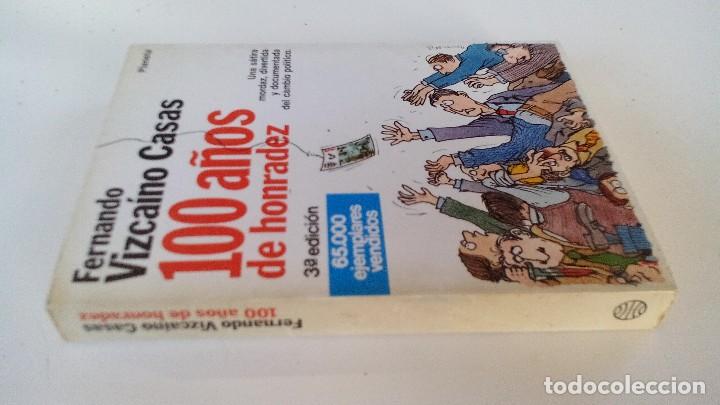 Planeta
Fernando
Vizcaíno Casas
100 años
de honradez
Una sátira
mordaz, divertida
y documentada
del cambio político.
3ª edición
65.000
ejemplares
vendidos
Fernando Vizcaíno Casas
100 años de honradez
todocoleccion.net